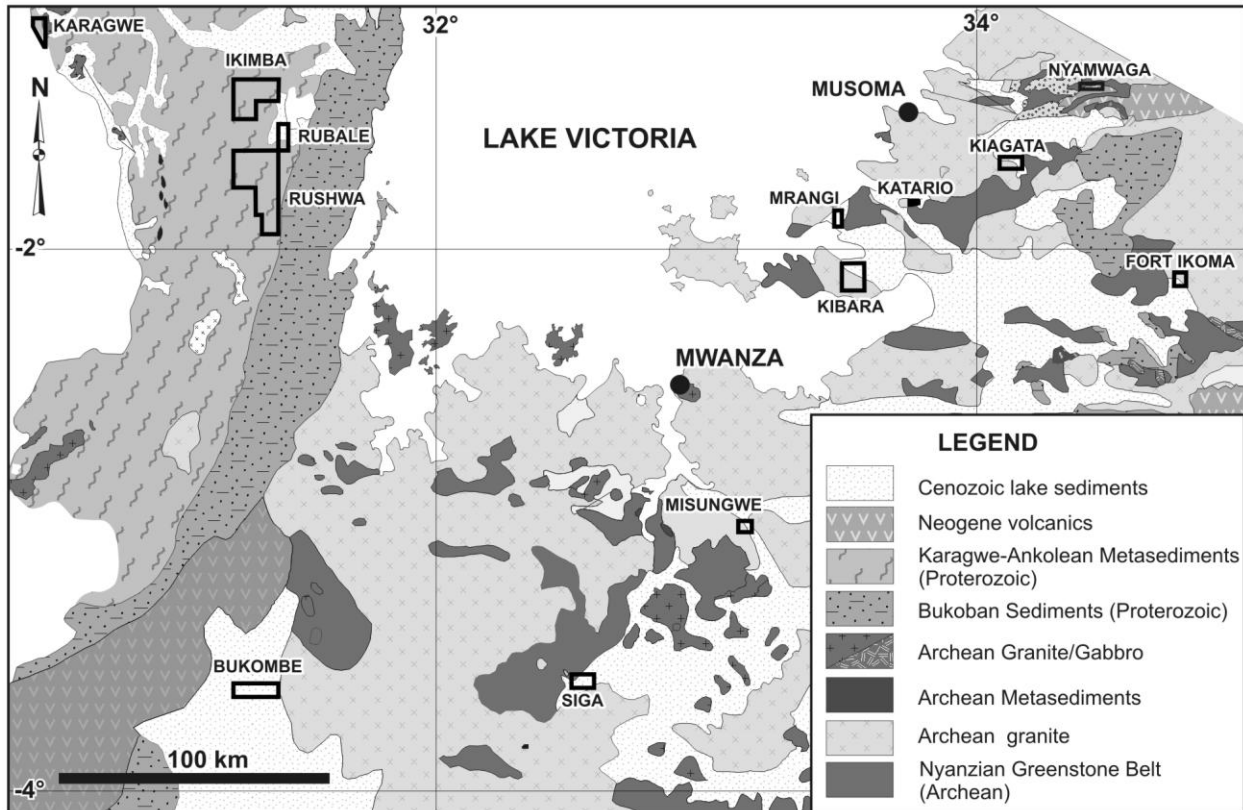 32°
34°
KARAGWE
IKIMBA
NYAMWAGA
N
MUSOMA
RUBALE
LAKE VICTORIA
KIAGATA
RUSHWA
MRANGI
KATARIO
-2°
FORT IKOMA
KIBARA
MWANZA
LEGEND
Cenozoic lake sediments
Neogene volcanics
Karagwe-Ankolean Metasediments
(Proterozoic)
Bukoban Sediments (Proterozoic)
Archean Granite/Gabbro
Archean Metasediments
Archean granite
Nyanzian Greenstone Belt
(Archean)
MISUNGWE
BUKOMBE
SIGA
100 km
-4°